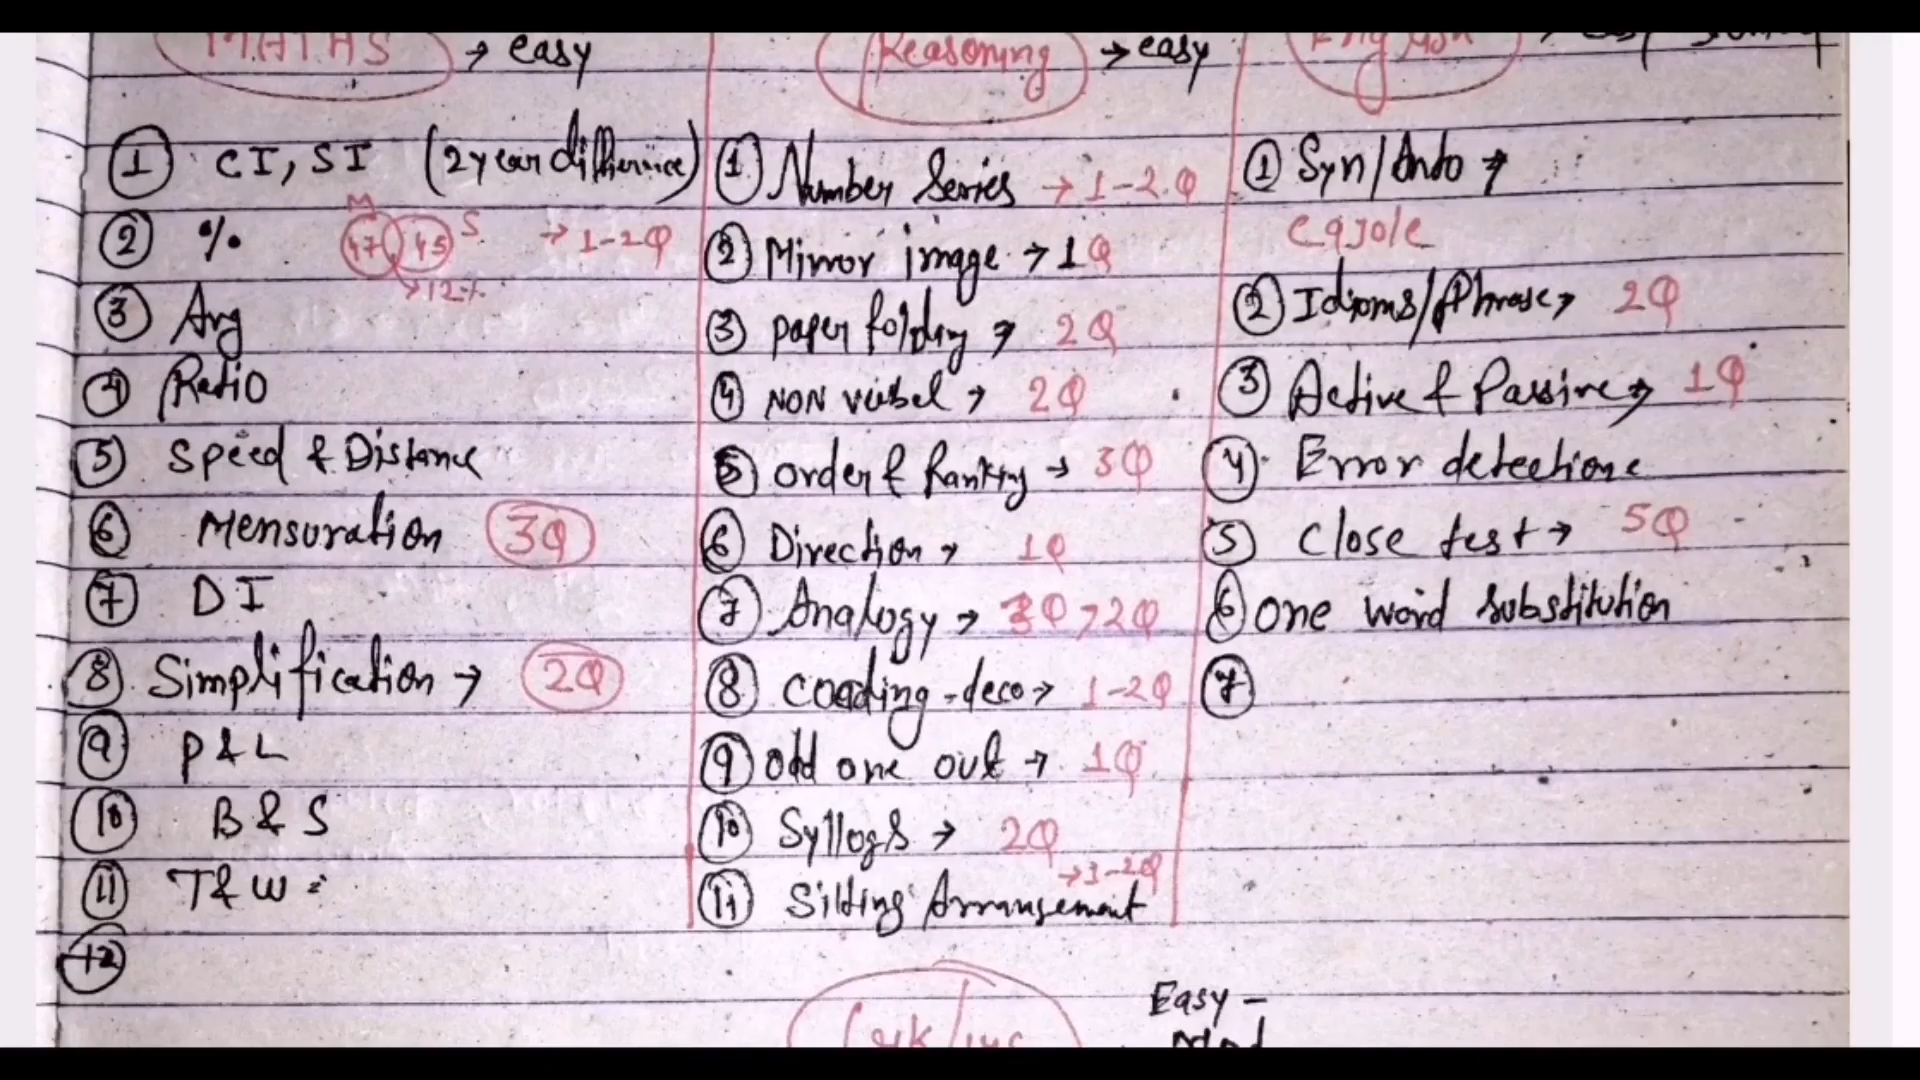 MATHS → easy
① CI, SI (2 year difference)
② % M 47 45 S → 1-2Q
→ 12%
③ Avg
④ Ratio
⑤ Speed & Distance
⑥ Mensuration 3Q
⑦ DI
⑧ Simplification → 2Q
⑨ P & L
⑩ B & S
⑪ T & W
⑫
Reasoning → easy
① Number Series → 1-2Q
② Mirror image → 1Q
③ paper folding → 2Q
④ NON verbal → 2Q
⑤ order & Ranking → 3Q
⑥ Direction → 1Q
⑦ Analogy → 3Q > 2Q
⑧ Coading-deco → 1-2Q
⑨ odd one out → 1Q
⑩ Syllogs → 2Q
→ 1-2Q
⑪ Sitting Arrangement
English → easy
① Syn/Anto →
cajole
② Idioms/Phrase → 2Q
③ Active & Passive → 1Q
④ Error detection
⑤ Close test → 5Q
⑥ one word substitution
⑦
Easy –